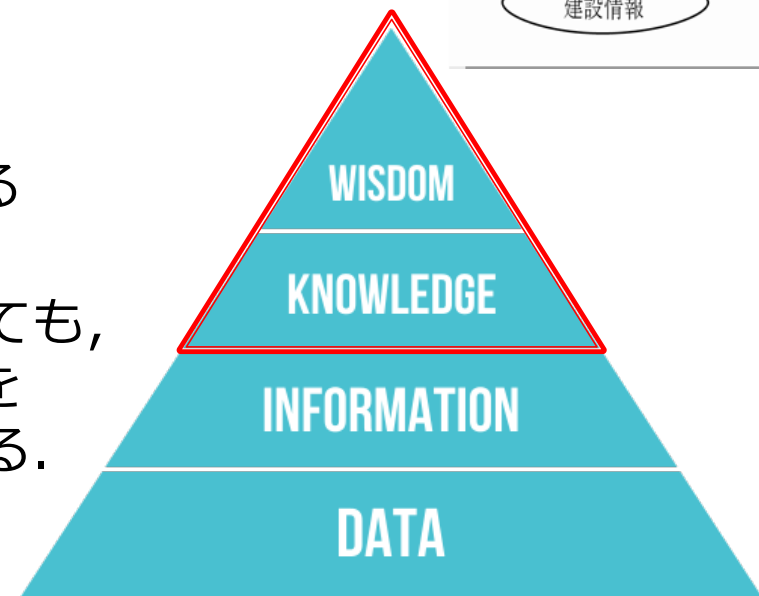 建設情報
る
ても,
を
る.
WISDOM
KNOWLEDGE
INFORMATION
DATA